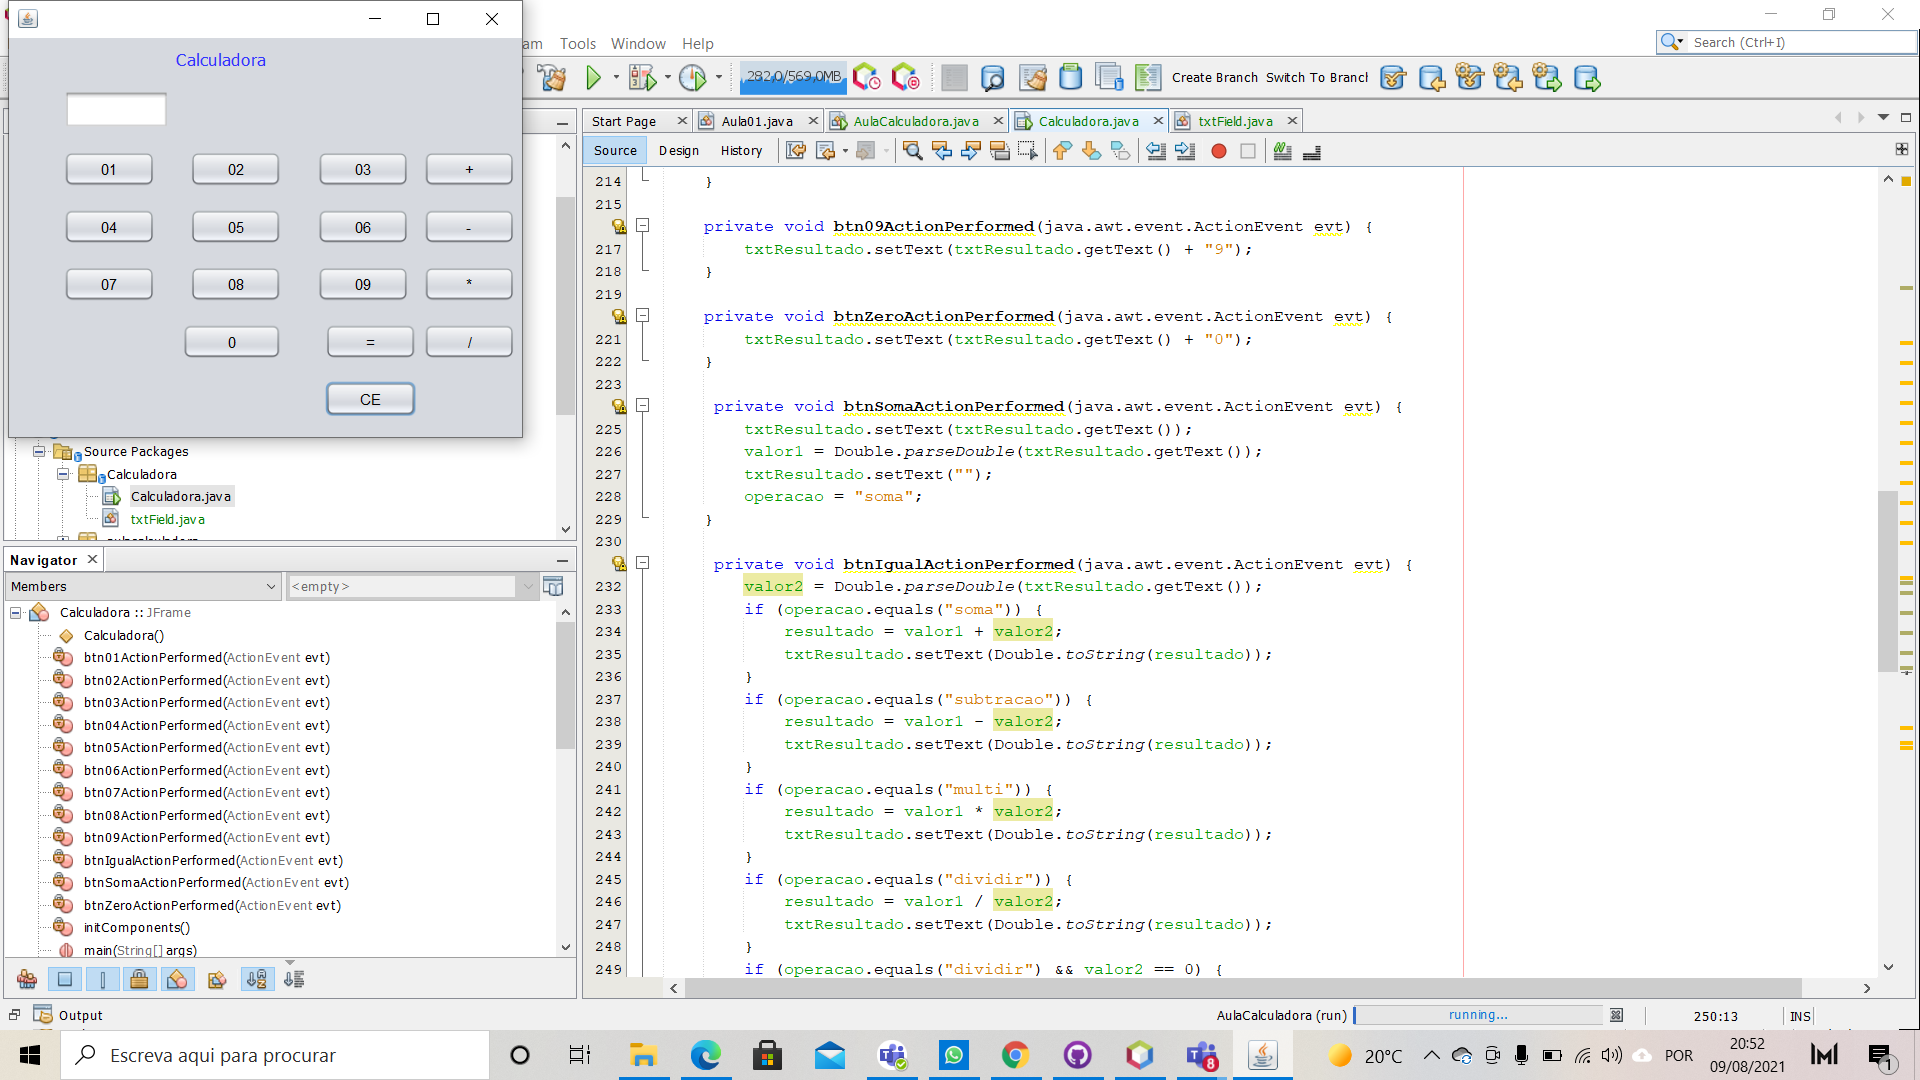 Calculadora
01 02 03 +
04 05 06 -
07 08 09 *
0 = /
CE
am Tools Window Help
Search (Ctrl+I)
282.0/569.0MB
Create Branch Switch To Branch
Start Page Aula01.java AulaCalculadora.java Calculadora.java txtField.java
Source Design History
214 }
215
private void btn09ActionPerformed(java.awt.event.ActionEvent evt) {
217 txtResultado.setText(txtResultado.getText() + "9");
218 }
219
private void btnZeroActionPerformed(java.awt.event.ActionEvent evt) {
221 txtResultado.setText(txtResultado.getText() + "0");
222 }
223
private void btnSomaActionPerformed(java.awt.event.ActionEvent evt) {
225 txtResultado.setText(txtResultado.getText());
226 valor1 = Double.parseDouble(txtResultado.getText());
227 txtResultado.setText("");
228 operacao = "soma";
229 }
230
private void btnIgualActionPerformed(java.awt.event.ActionEvent evt) {
232 valor2 = Double.parseDouble(txtResultado.getText());
233 if (operacao.equals("soma")) {
234 resultado = valor1 + valor2;
235 txtResultado.setText(Double.toString(resultado));
236 }
237 if (operacao.equals("subtracao")) {
238 resultado = valor1 - valor2;
239 txtResultado.setText(Double.toString(resultado));
240 }
241 if (operacao.equals("multi")) {
242 resultado = valor1 * valor2;
243 txtResultado.setText(Double.toString(resultado));
244 }
245 if (operacao.equals("dividir")) {
246 resultado = valor1 / valor2;
247 txtResultado.setText(Double.toString(resultado));
248 }
249 if (operacao.equals("dividir") && valor2 == 0) {
Source Packages
Calculadora
Calculadora.java
txtField.java
Navigator
Members <empty>
Calculadora :: JFrame
Calculadora()
btn01ActionPerformed(ActionEvent evt)
btn02ActionPerformed(ActionEvent evt)
btn03ActionPerformed(ActionEvent evt)
btn04ActionPerformed(ActionEvent evt)
btn05ActionPerformed(ActionEvent evt)
btn06ActionPerformed(ActionEvent evt)
btn07ActionPerformed(ActionEvent evt)
btn08ActionPerformed(ActionEvent evt)
btn09ActionPerformed(ActionEvent evt)
btnIgualActionPerformed(ActionEvent evt)
btnSomaActionPerformed(ActionEvent evt)
btnZeroActionPerformed(ActionEvent evt)
initComponents()
main(String[] args)
Output
AulaCalculadora (run) running... 250:13 INS
Escreva aqui para procurar
8
20°C POR 20:52
09/08/2021
1